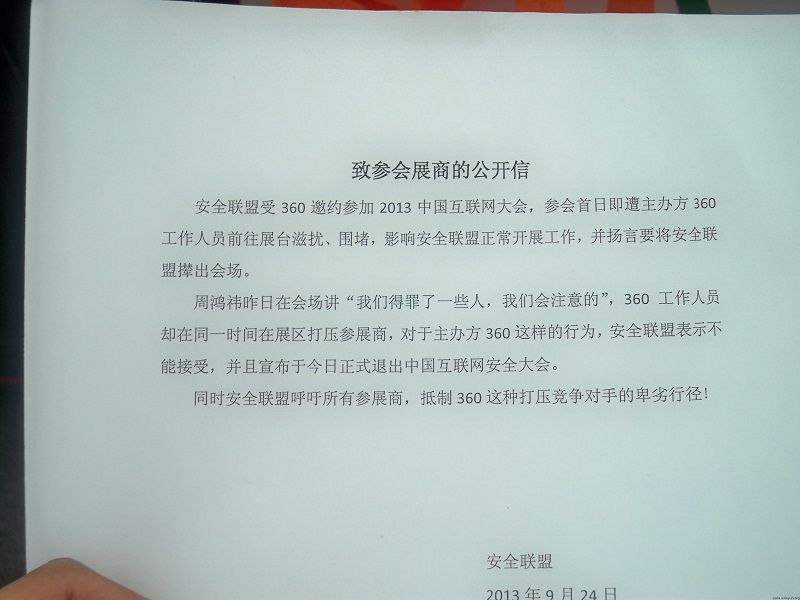 致参会展商的公开信
安全联盟受 360 邀约参加 2013 中国互联网大会，参会首日即遭主办方 360
工作人员前往展台滋扰、围堵，影响安全联盟正常开展工作，并扬言要将安全联
盟撵出会场。
周鸿祎昨日在会场讲“我们得罪了一些人，我们会注意的”，360 工作人员
却在同一时间在展区打压参展商，对于主办方 360 这样的行为，安全联盟表示不
能接受，并且宣布于今日正式退出中国互联网安全大会。
同时安全联盟呼吁所有参展商，抵制 360 这种打压竞争对手的卑劣行径！
安全联盟
2013 年 9 月 24 日